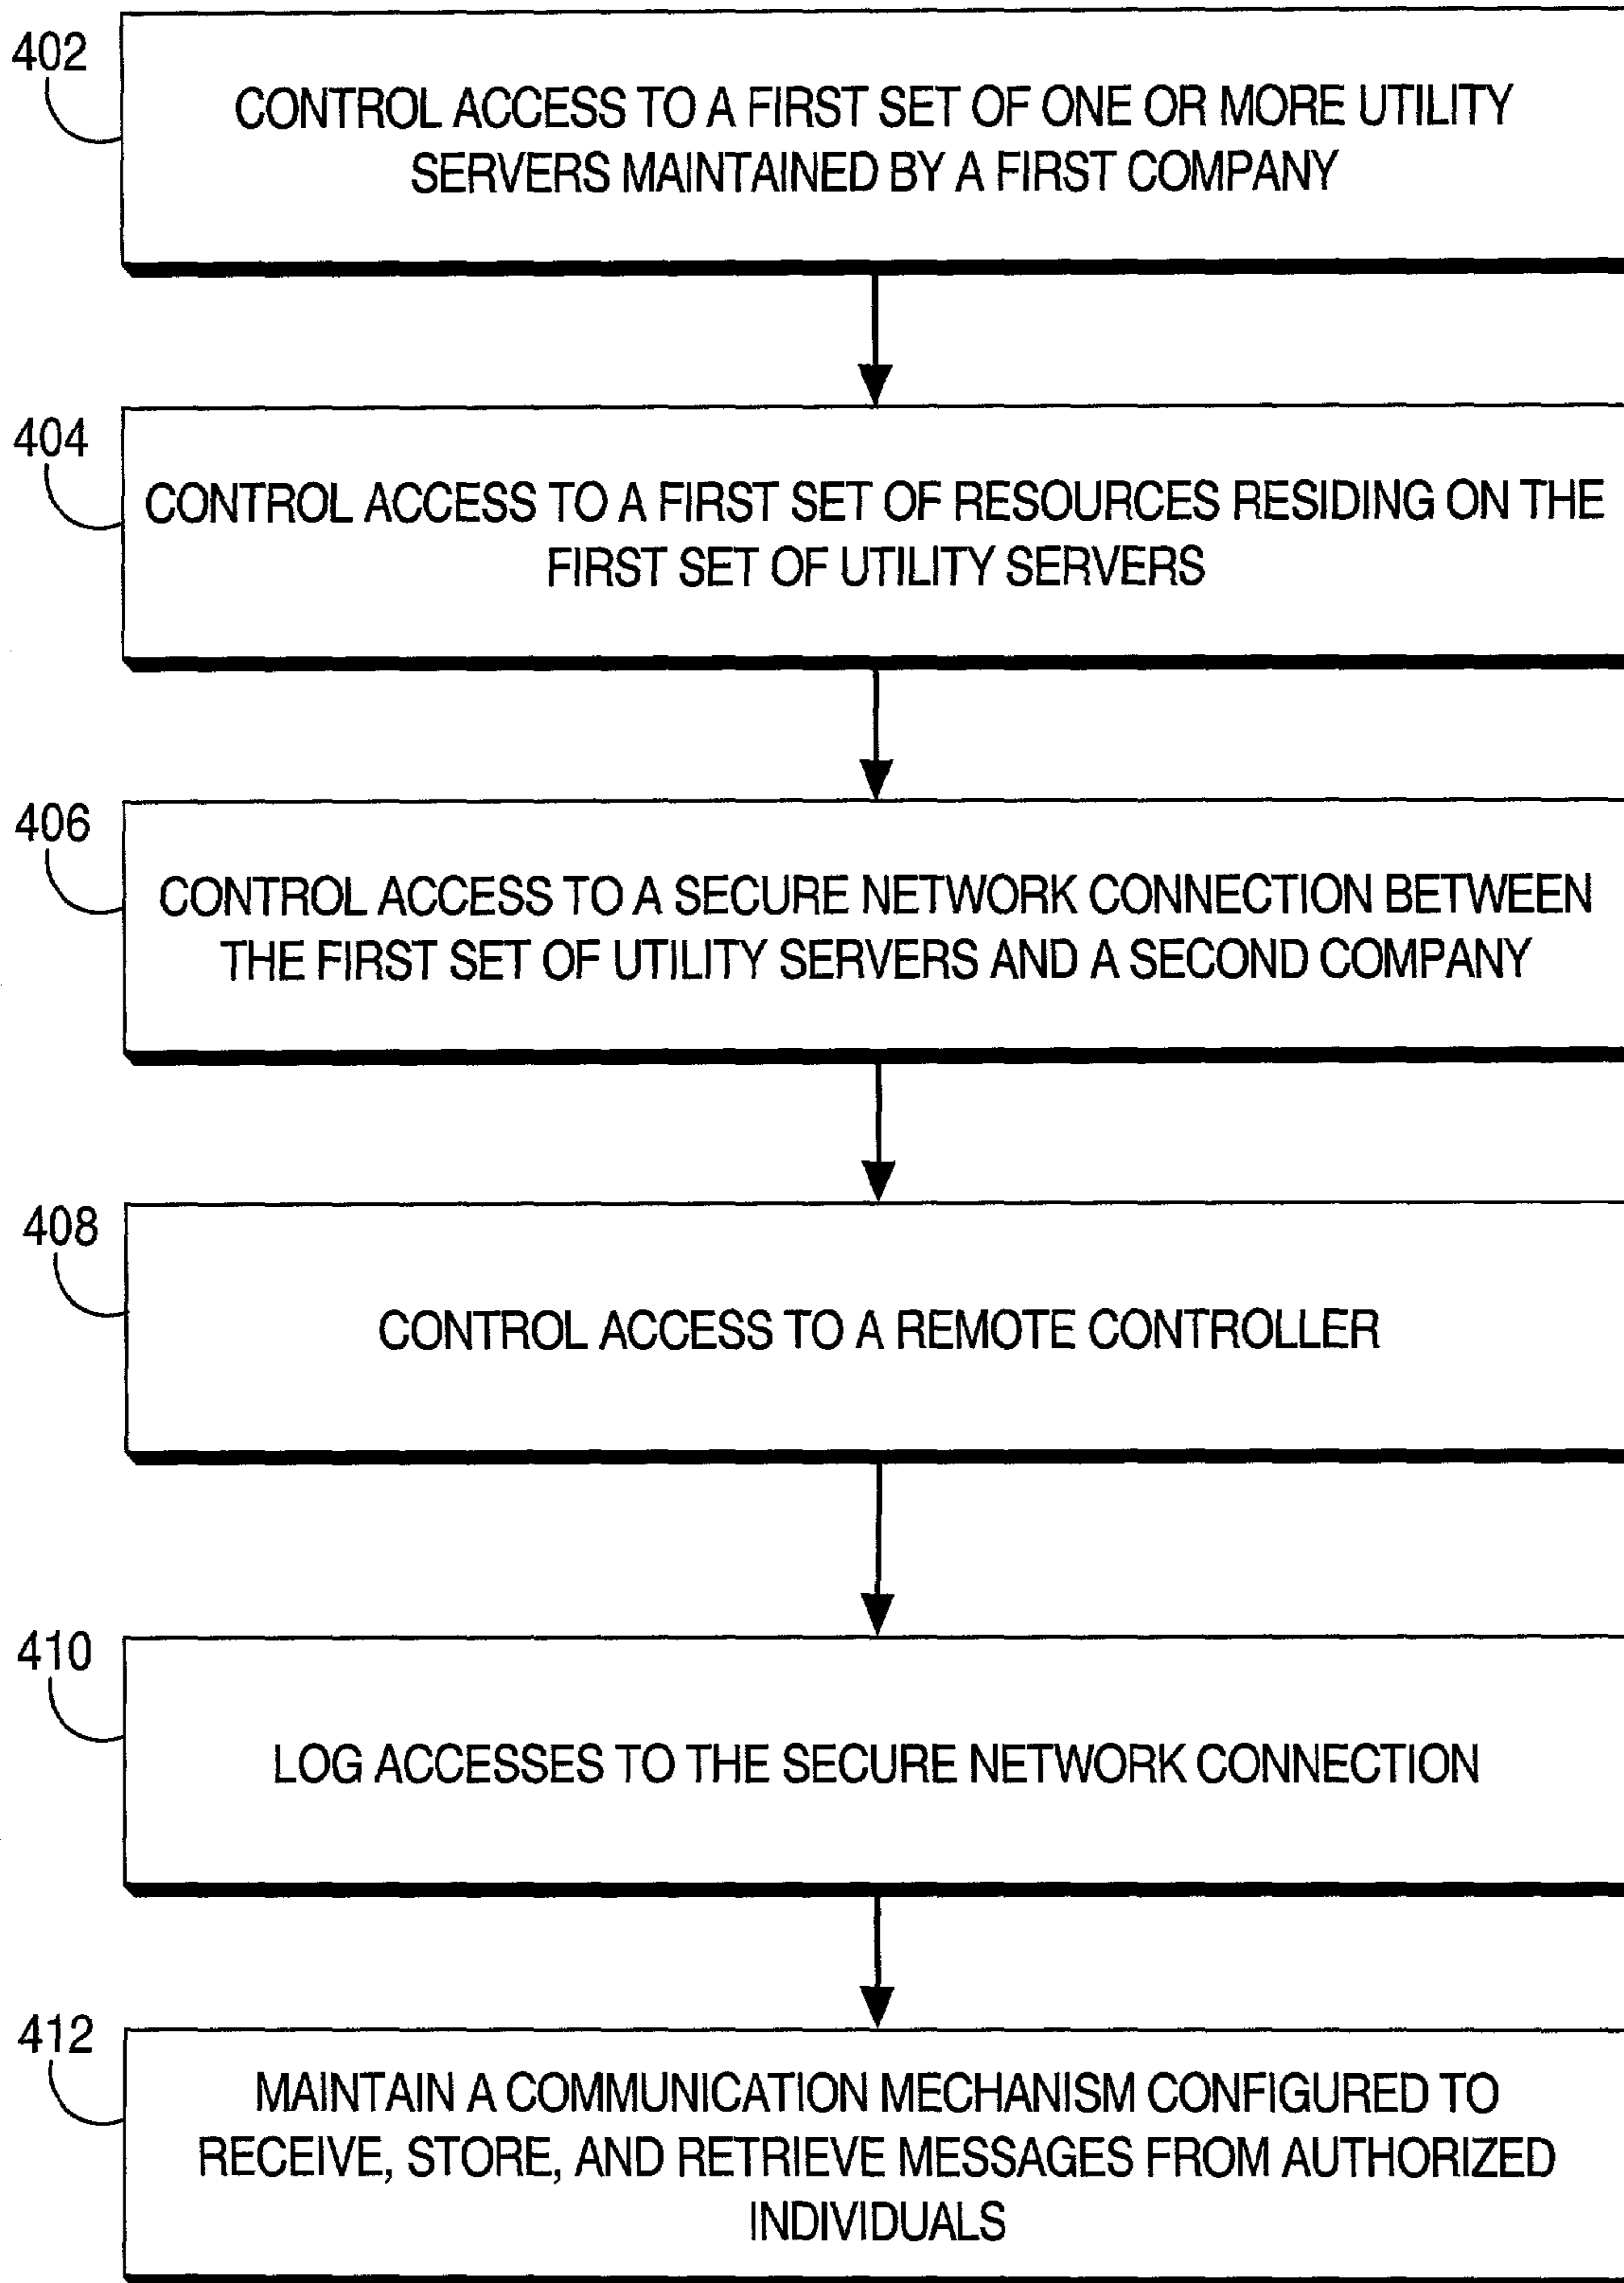 402
CONTROL ACCESS TO A FIRST SET OF ONE OR MORE UTILITY
SERVERS MAINTAINED BY A FIRST COMPANY
404
CONTROL ACCESS TO A FIRST SET OF RESOURCES RESIDING ON THE
FIRST SET OF UTILITY SERVERS
406
CONTROL ACCESS TO A SECURE NETWORK CONNECTION BETWEEN
THE FIRST SET OF UTILITY SERVERS AND A SECOND COMPANY
408
CONTROL ACCESS TO A REMOTE CONTROLLER
410
LOG ACCESSES TO THE SECURE NETWORK CONNECTION
412
MAINTAIN A COMMUNICATION MECHANISM CONFIGURED TO
RECEIVE, STORE, AND RETRIEVE MESSAGES FROM AUTHORIZED
INDIVIDUALS